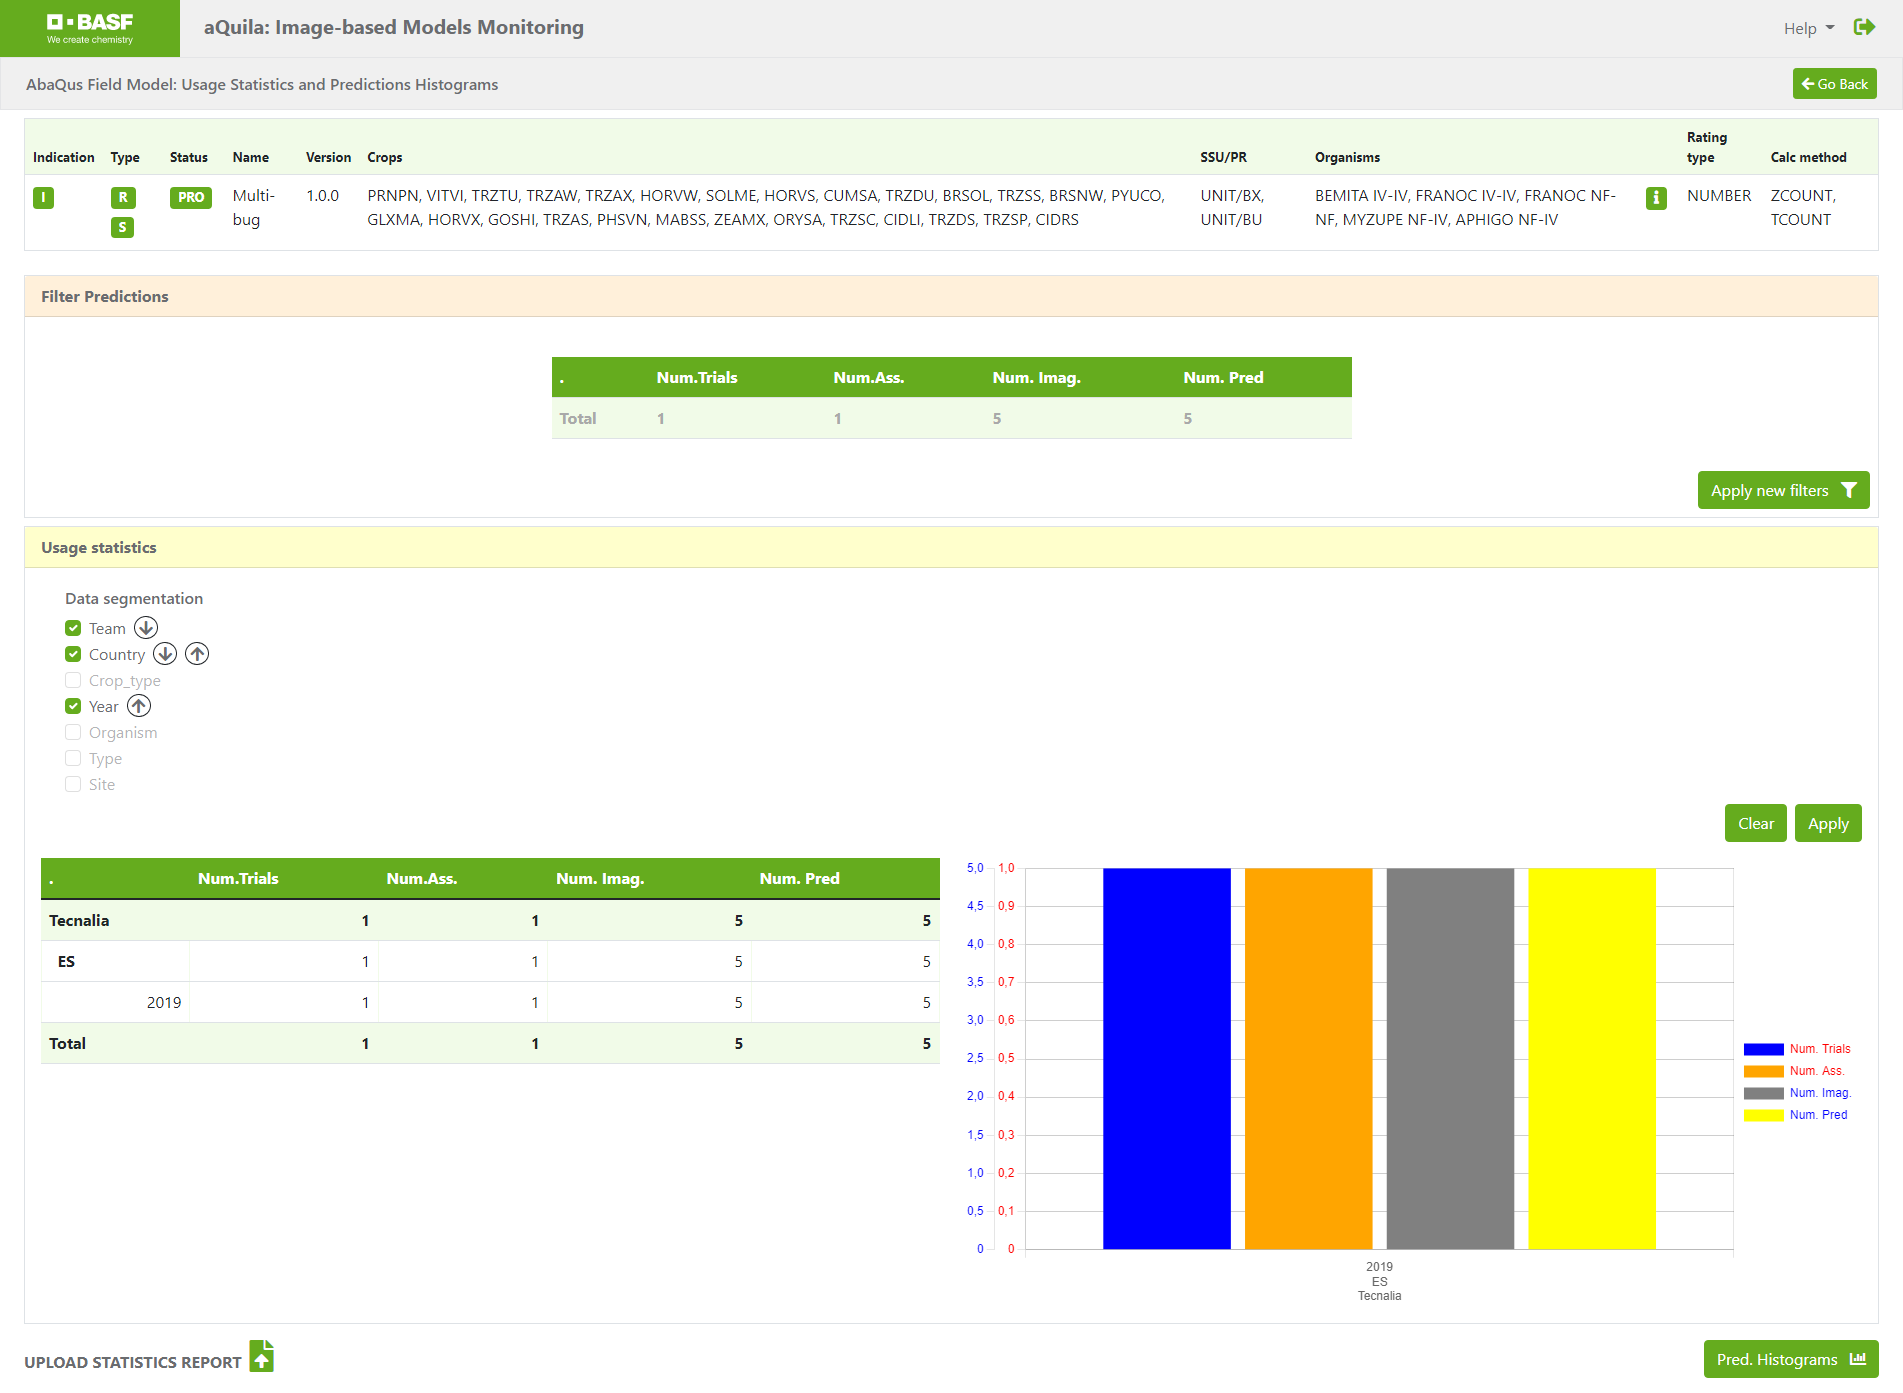 BASF
We create chemistry
aQuila: Image-based Models Monitoring
Help
AbaQus Field Model: Usage Statistics and Predictions Histograms
Go Back
Indication Type Status Name Version Crops SSU/PR Organisms Rating type Calc method
I R PRO Multi- 1.0.0 PRNPN, VITVI, TRZTU, TRZAW, TRZAX, HORVW, SOLME, HORVS, CUMSA, TRZDU, BRSOL, TRZSS, BRSNW, PYUCO, UNIT/BX, BEMITA IV-IV, FRANOC IV-IV, FRANOC NF- i NUMBER ZCOUNT,
S bug GLXMA, HORVX, GOSHI, TRZAS, PHSVN, MABSS, ZEAMX, ORYSA, TRZSC, CIDLI, TRZDS, TRZSP, CIDRS UNIT/BU NF, MYZUPE NF-IV, APHIGO NF-IV TCOUNT
Filter Predictions
. Num.Trials Num.Ass. Num. Imag. Num. Pred
Total 1 1 5 5
Apply new filters
Usage statistics
Data segmentation
Team
Country
Crop_type
Year
Organism
Type
Site
Clear Apply
. Num.Trials Num.Ass. Num. Imag. Num. Pred
Tecnalia 1 1 5 5
ES 1 1 5 5
2019 1 1 5 5
Total 1 1 5 5
5,0 1,0
4,5 0,9
4,0 0,8
3,5 0,7
3,0 0,6
2,5 0,5
2,0 0,4
1,5 0,3
1,0 0,2
0,5 0,1
0 0
2019
ES
Tecnalia
Num. Trials
Num. Ass.
Num. Imag.
Num. Pred
UPLOAD STATISTICS REPORT
Pred. Histograms